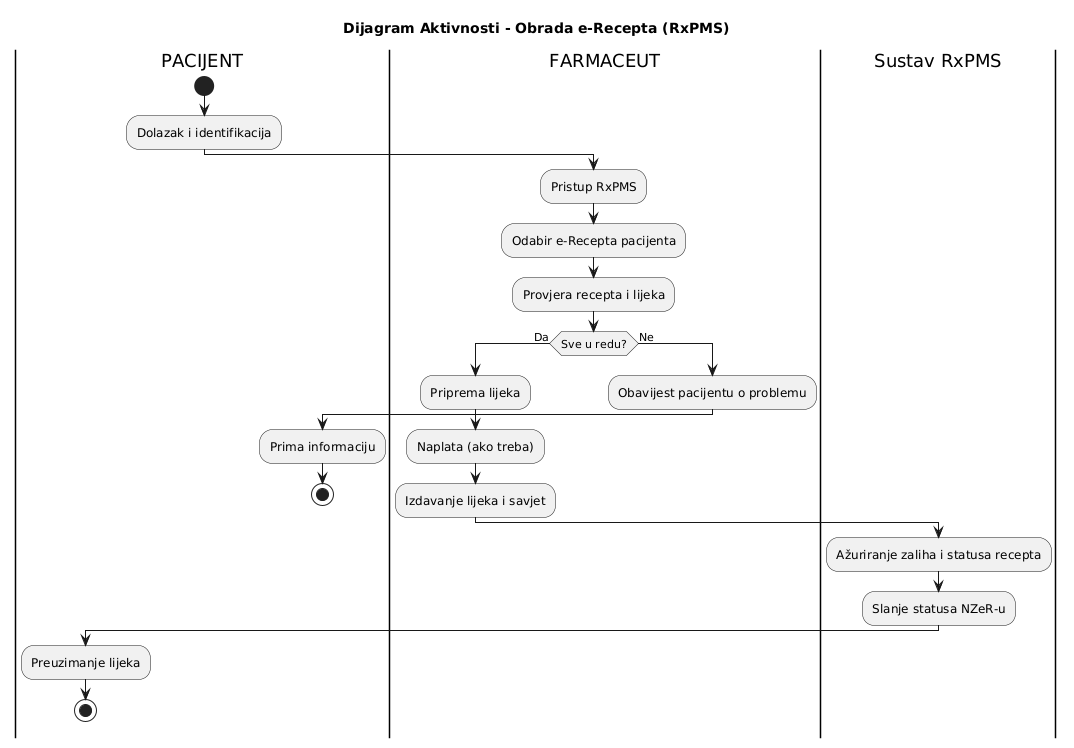 Dijagram Aktivnosti - Obrada e-Recepta (RxPMS)
PACIJENT
FARMACEUT
Sustav RxPMS
Dolazak i identifikacija
Pristup RxPMS
Odabir e-Recepta pacijenta
Provjera recepta i lijeka
Da
Sve u redu?
Ne
Priprema lijeka
Obavijest pacijentu o problemu
Prima informaciju
Naplata (ako treba)
Izdavanje lijeka i savjet
Ažuriranje zaliha i statusa recepta
Slanje statusa NZeR-u
Preuzimanje lijeka